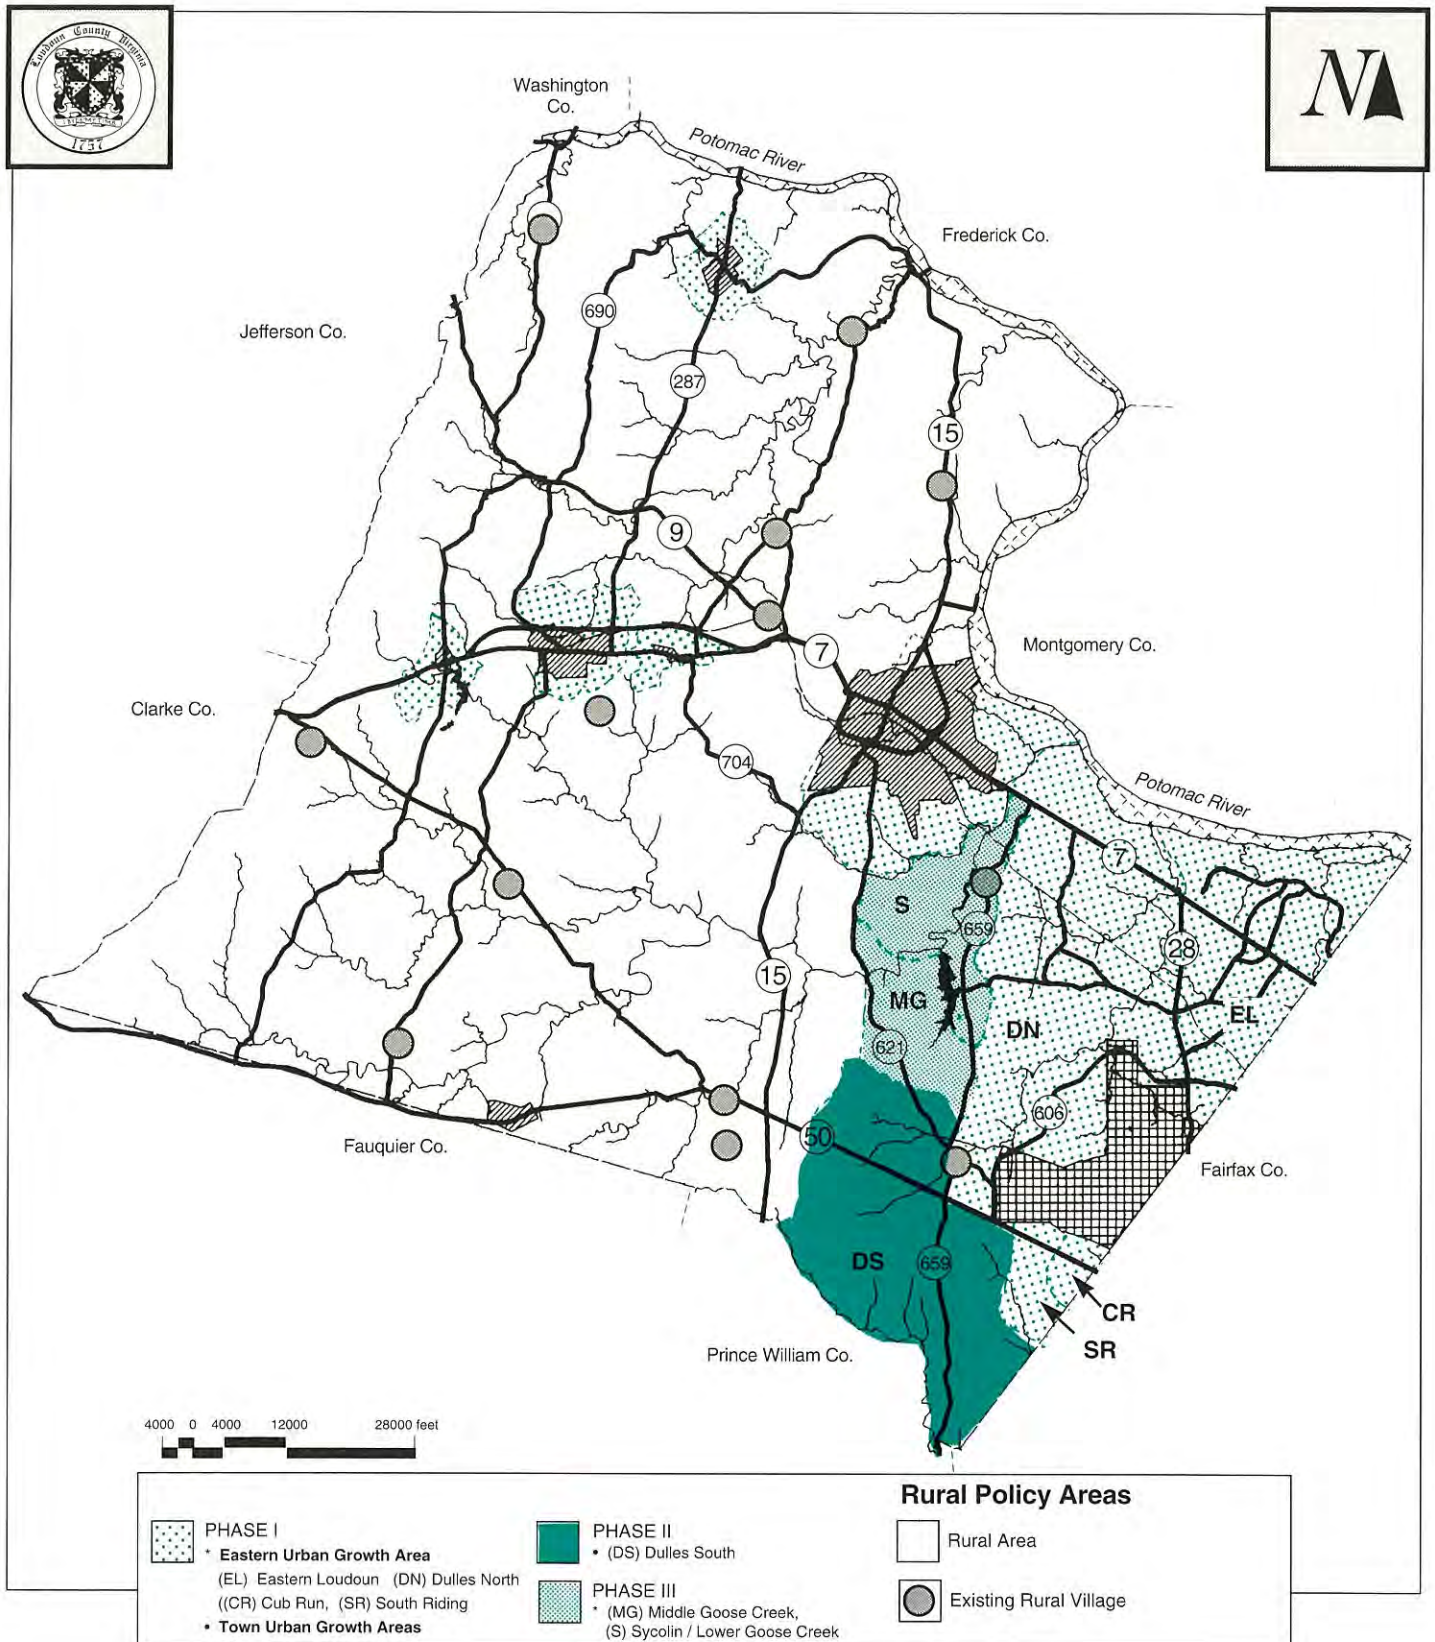 Loudoun County Virginia
1757
N
Washington
Co.
Potomac River
Frederick Co.
Jefferson Co.
690
287
15
9
Montgomery Co.
7
Clarke Co.
704
Potomac River
7
S
659
28
15
MG
DN
EL
621
606
Fauquier Co.
50
Fairfax Co.
DS
659
CR
SR
Prince William Co.
4000 0 4000 12000 28000 feet
PHASE I
* Eastern Urban Growth Area
(EL) Eastern Loudoun (DN) Dulles North
((CR) Cub Run, (SR) South Riding
• Town Urban Growth Areas
PHASE II
• (DS) Dulles South
PHASE III
* (MG) Middle Goose Creek,
(S) Sycolin / Lower Goose Creek
Rural Policy Areas
Rural Area
Existing Rural Village